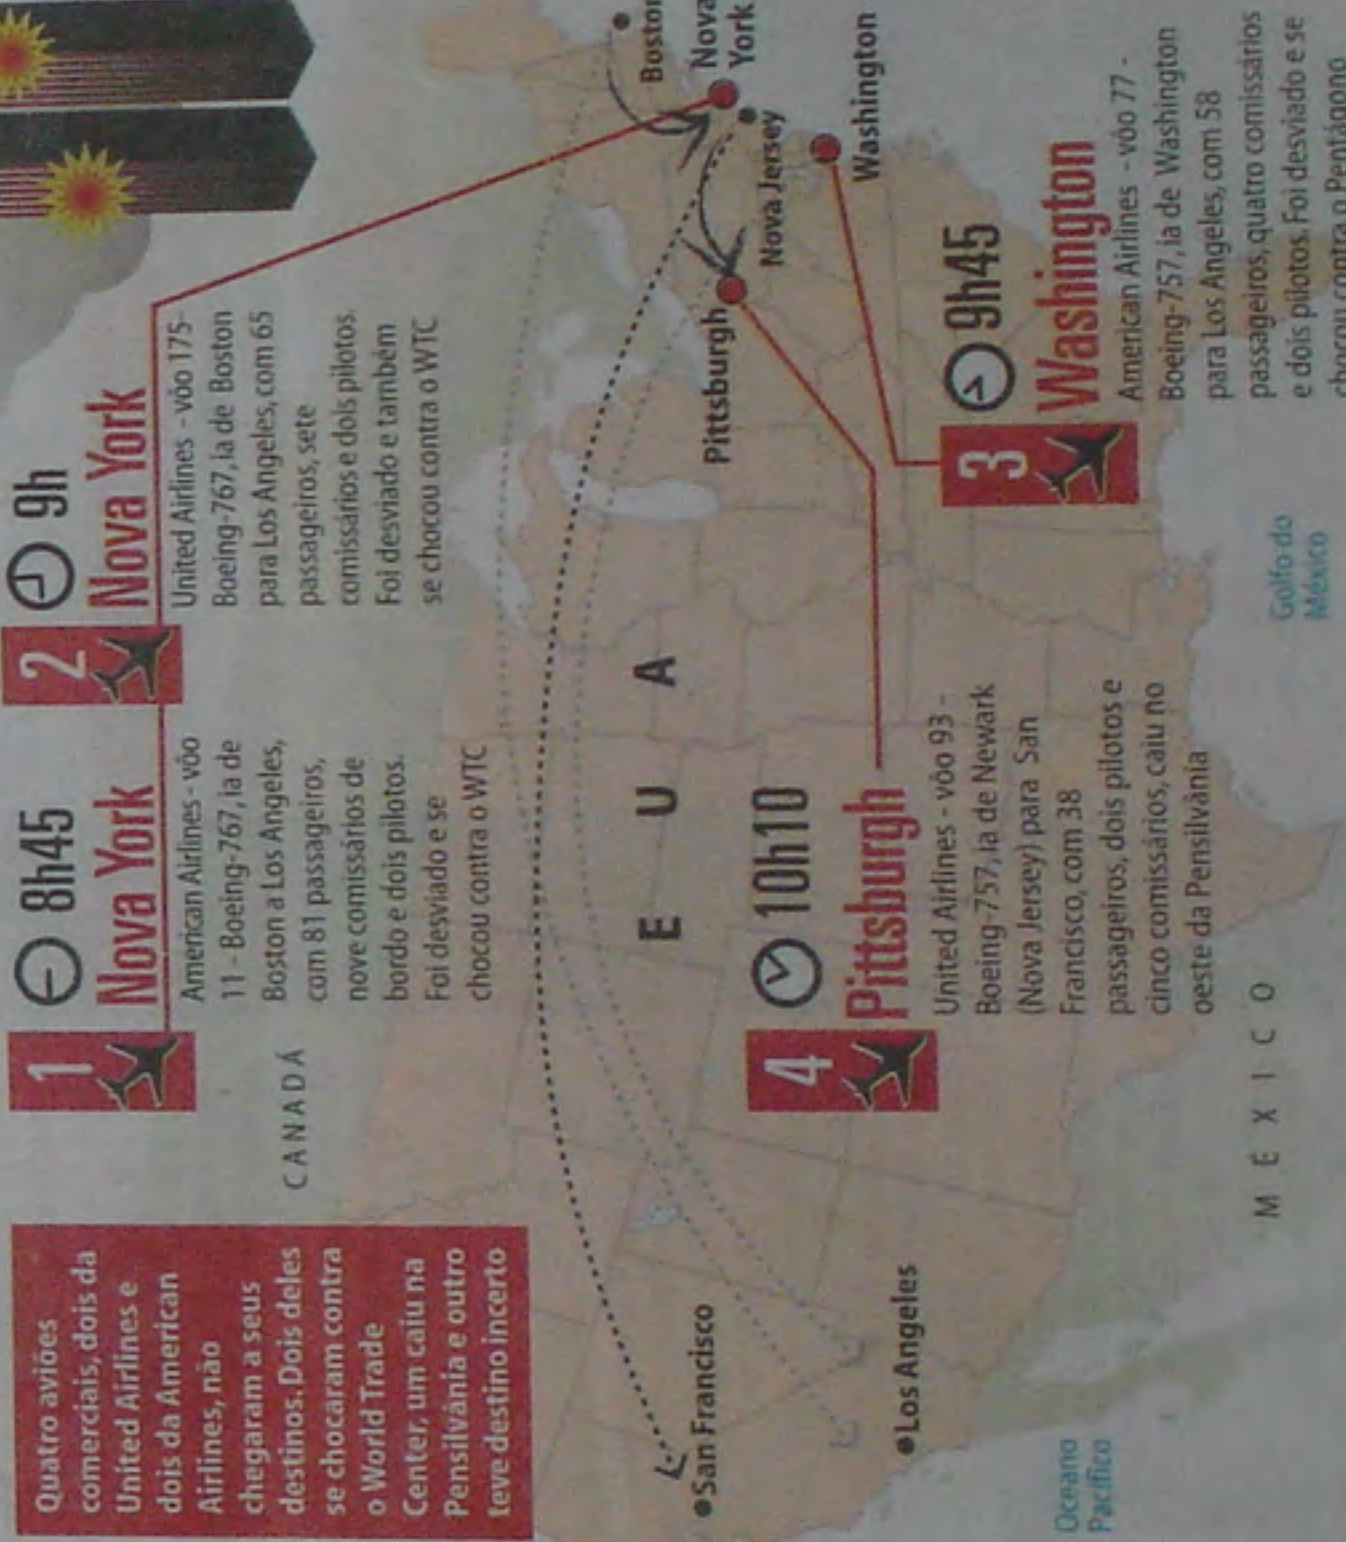 Quatro aviões
comerciais, dois da
United Airlines e
dois da American
Airlines, não
chegaram a seus
destinos. Dois deles
se chocaram contra
o World Trade
Center, um caiu na
Pensilvânia e outro
teve destino incerto
1
8h45
Nova York
American Airlines - vôo
11 - Boeing-767, ia de
Boston a Los Angeles,
com 81 passageiros,
nove comissários de
bordo e dois pilotos.
Foi desviado e se
chocou contra o WTC
2
9h
Nova York
United Airlines - vôo 175-
Boeing-767, ia de Boston
para Los Angeles, com 65
passageiros, sete
comissários e dois pilotos.
Foi desviado e também
se chocou contra o WTC
CANADÁ
Boston
Nova
York
Nova Jersey
Washington
Pittsburgh
E U A
San Francisco
Los Angeles
4
10h10
Pittsburgh
United Airlines - vôo 93 -
Boeing-757, ia de Newark
(Nova Jersey) para San
Francisco, com 38
passageiros, dois pilotos e
cinco comissários, caiu no
oeste da Pensilvânia
3
9h45
Washington
American Airlines - vôo 77 -
Boeing-757, ia de Washington
para Los Angeles, com 58
passageiros, quatro comissários
e dois pilotos. Foi desviado e se
chocou contra o Pentágono
Oceano
Pacífico
MÉXICO
Golfo do
México